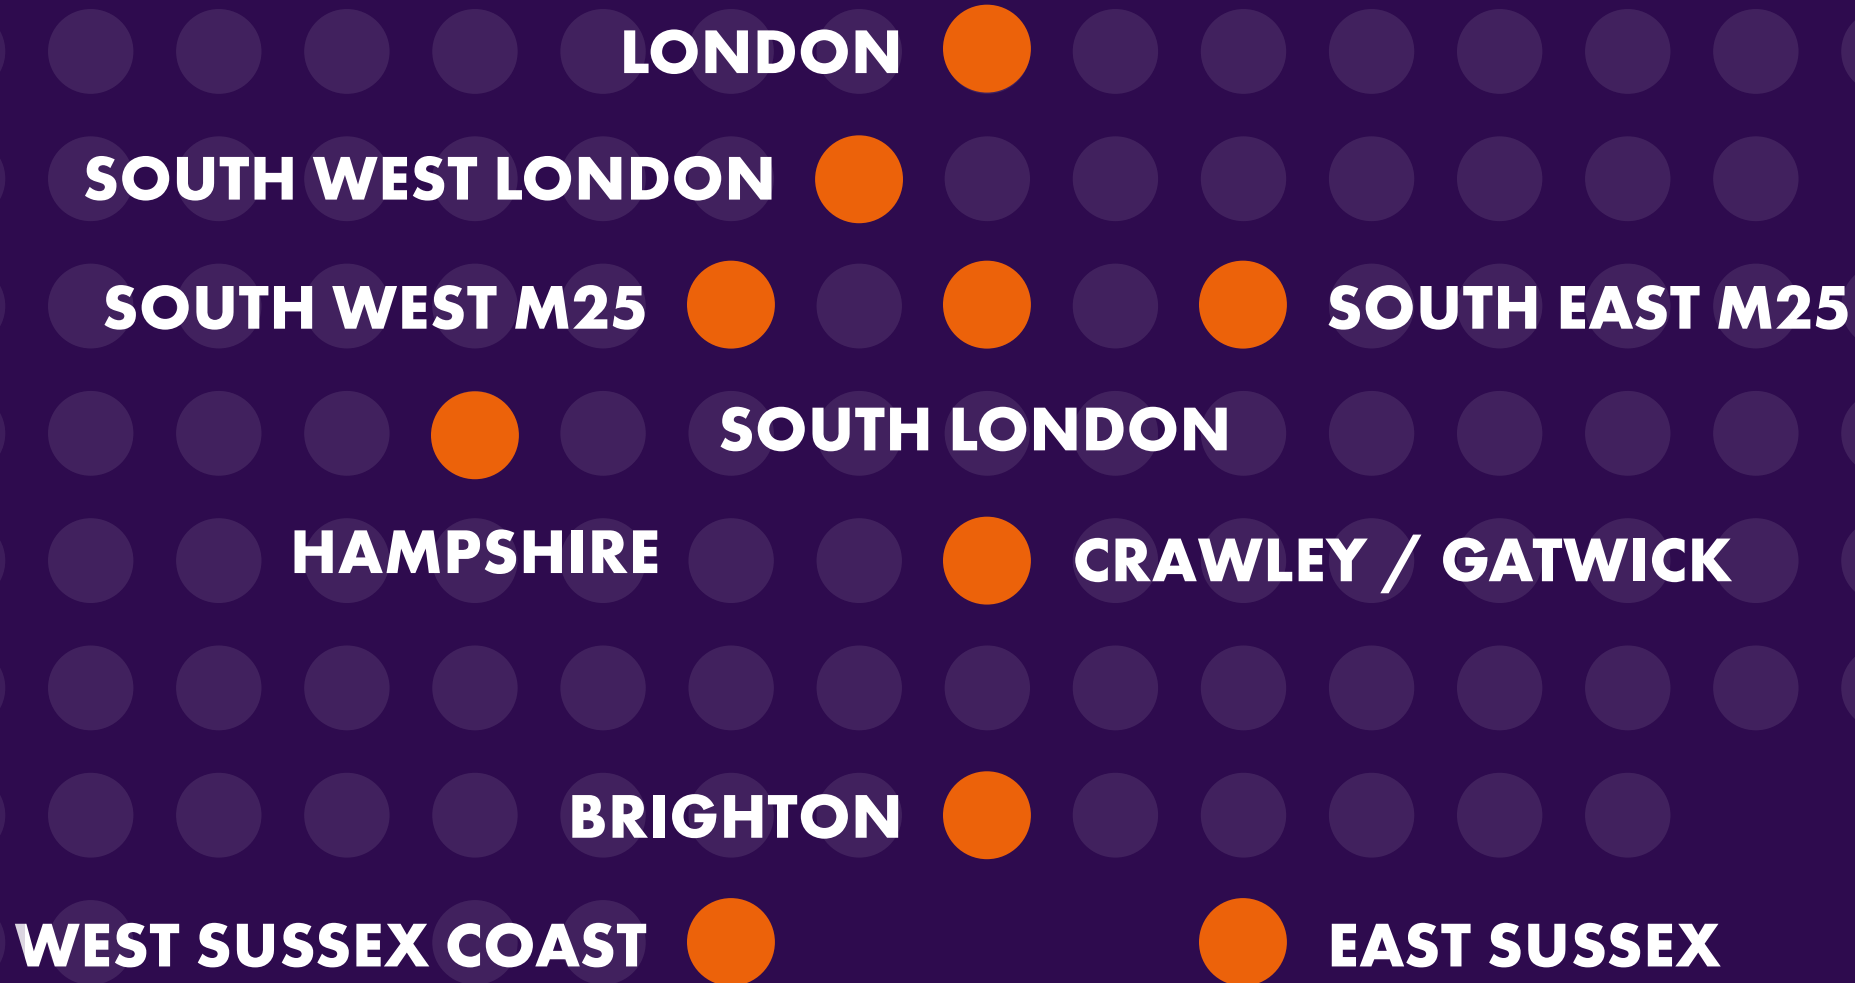 LONDON
SOUTH WEST LONDON
SOUTH WEST M25
SOUTH EAST M25
SOUTH LONDON
HAMPSHIRE
CRAWLEY / GATWICK
BRIGHTON
WEST SUSSEX COAST
EAST SUSSEX